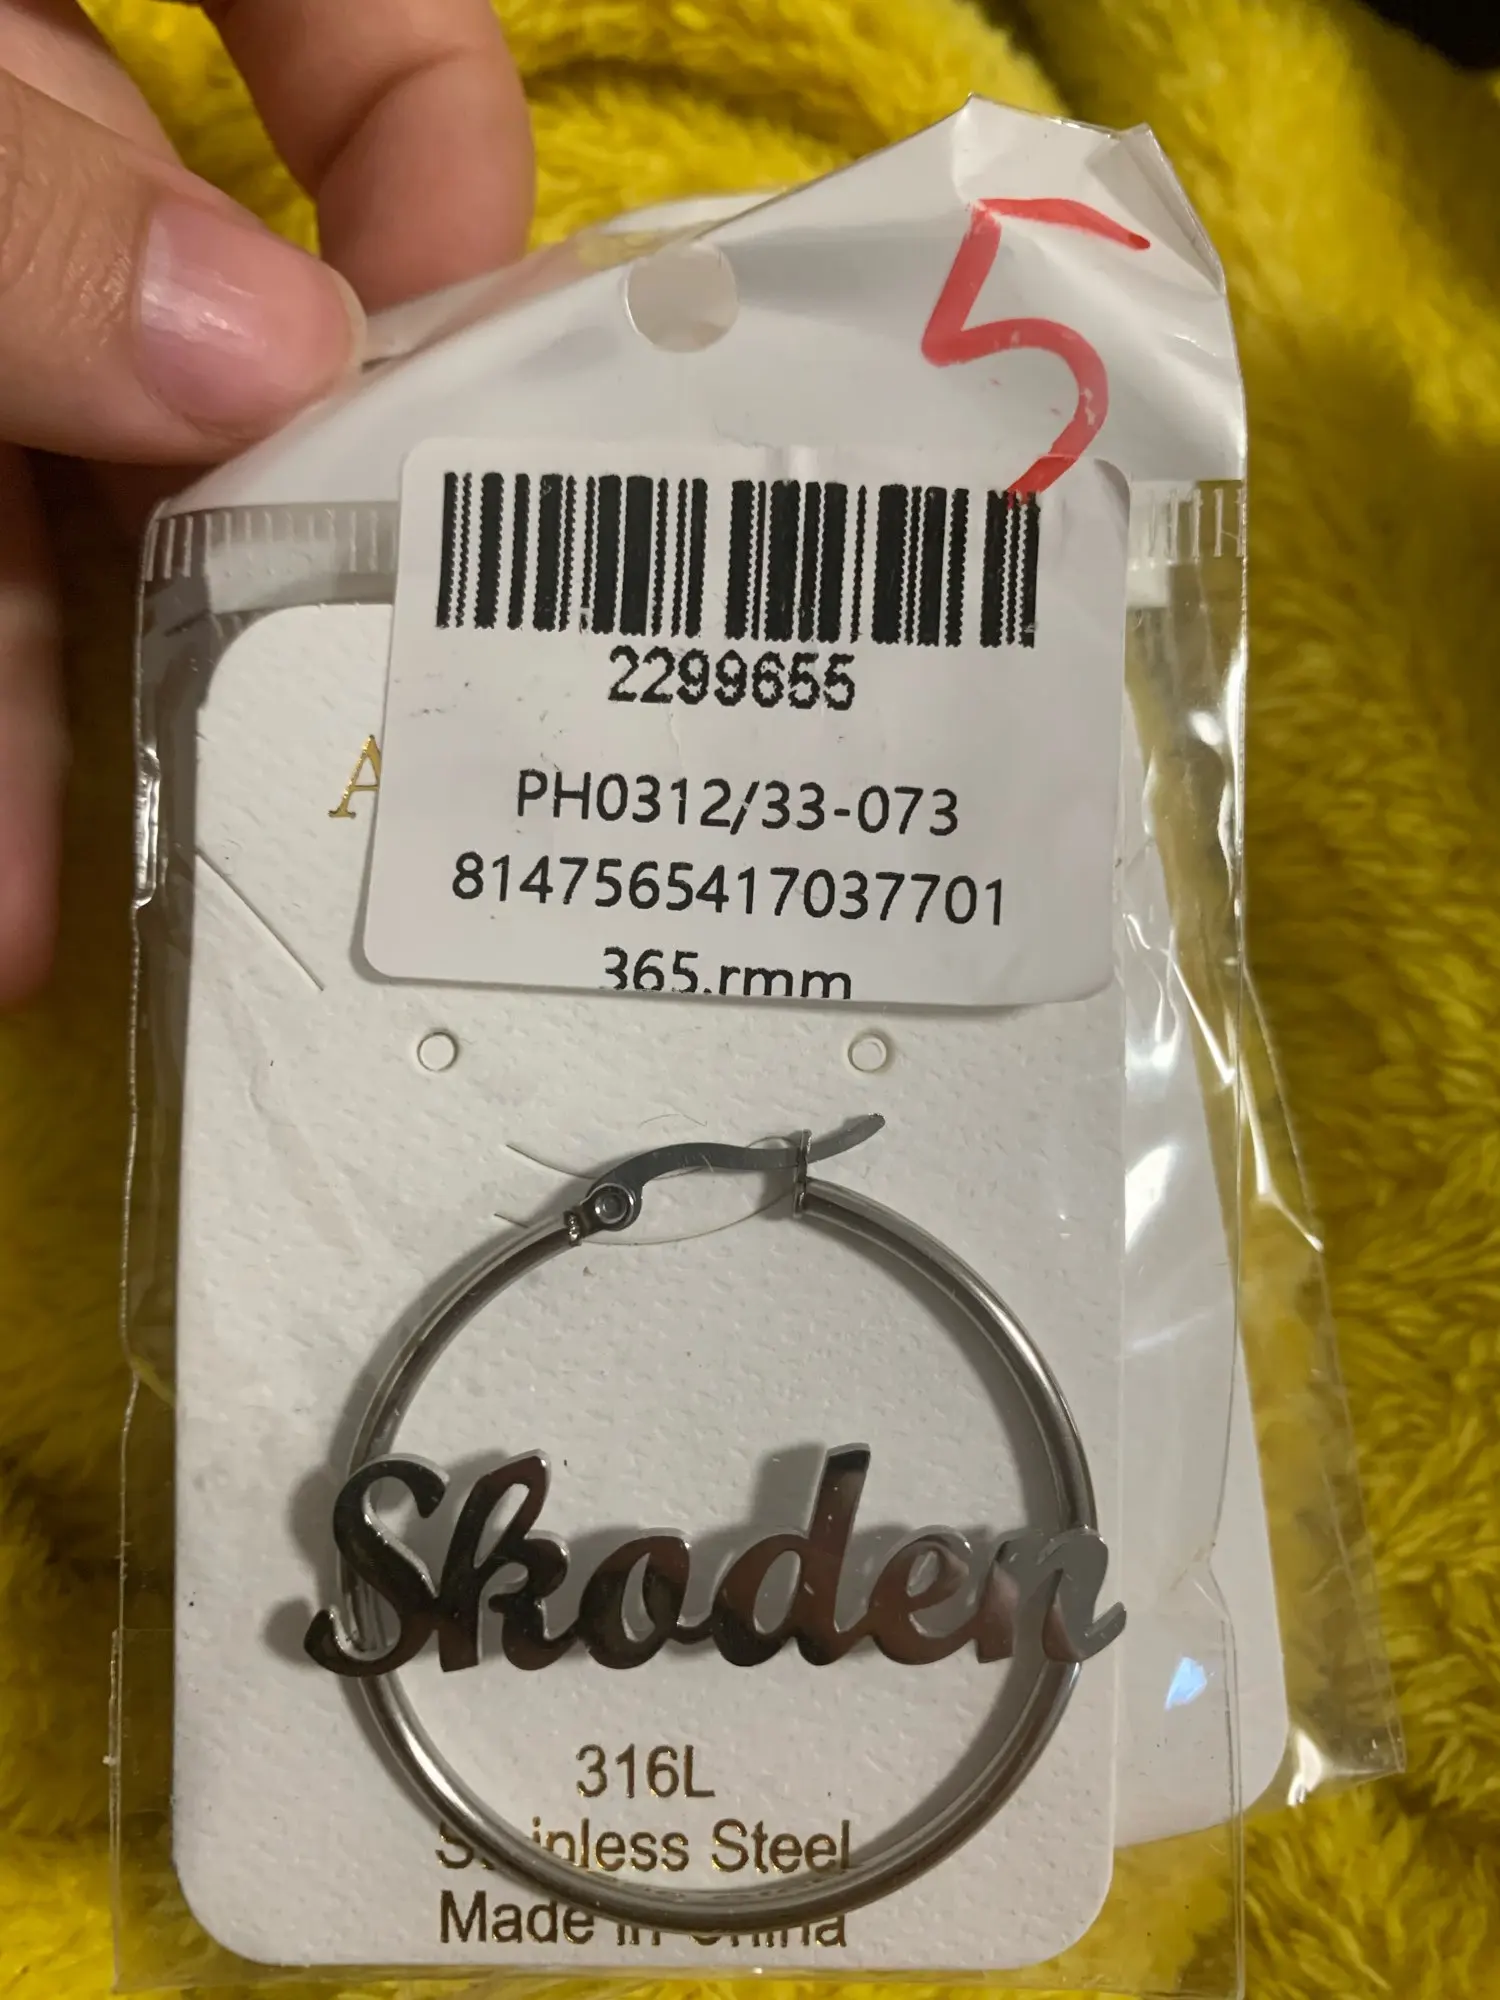 5
2299655
A
PH0312/33-073
8147565417037701
365.rmm
Skoden
316L
Stainless Steel
Made in China